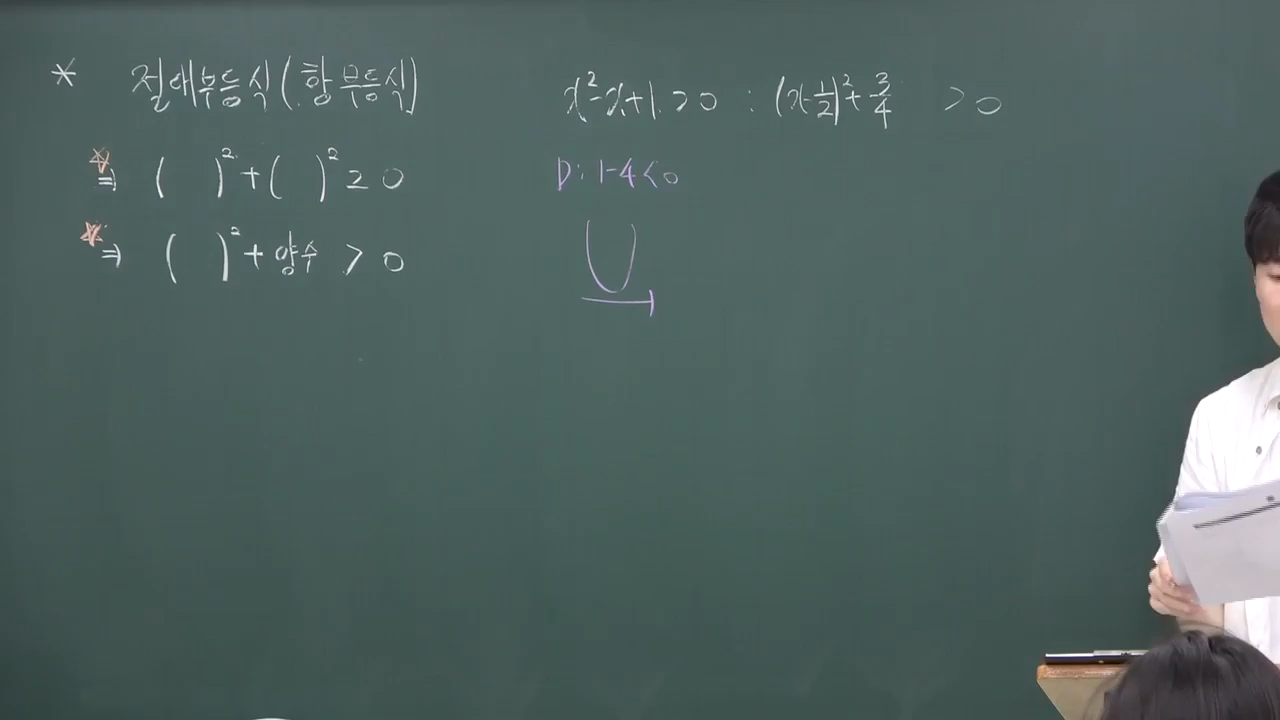 * 절대부등식(항부등식)
⇒ ( )² + ( )² ≥ 0
⇒ ( )² + 양수 > 0
x²-x+1 > 0 : (x-1/2)² + 3/4 > 0
D : 1-4<0